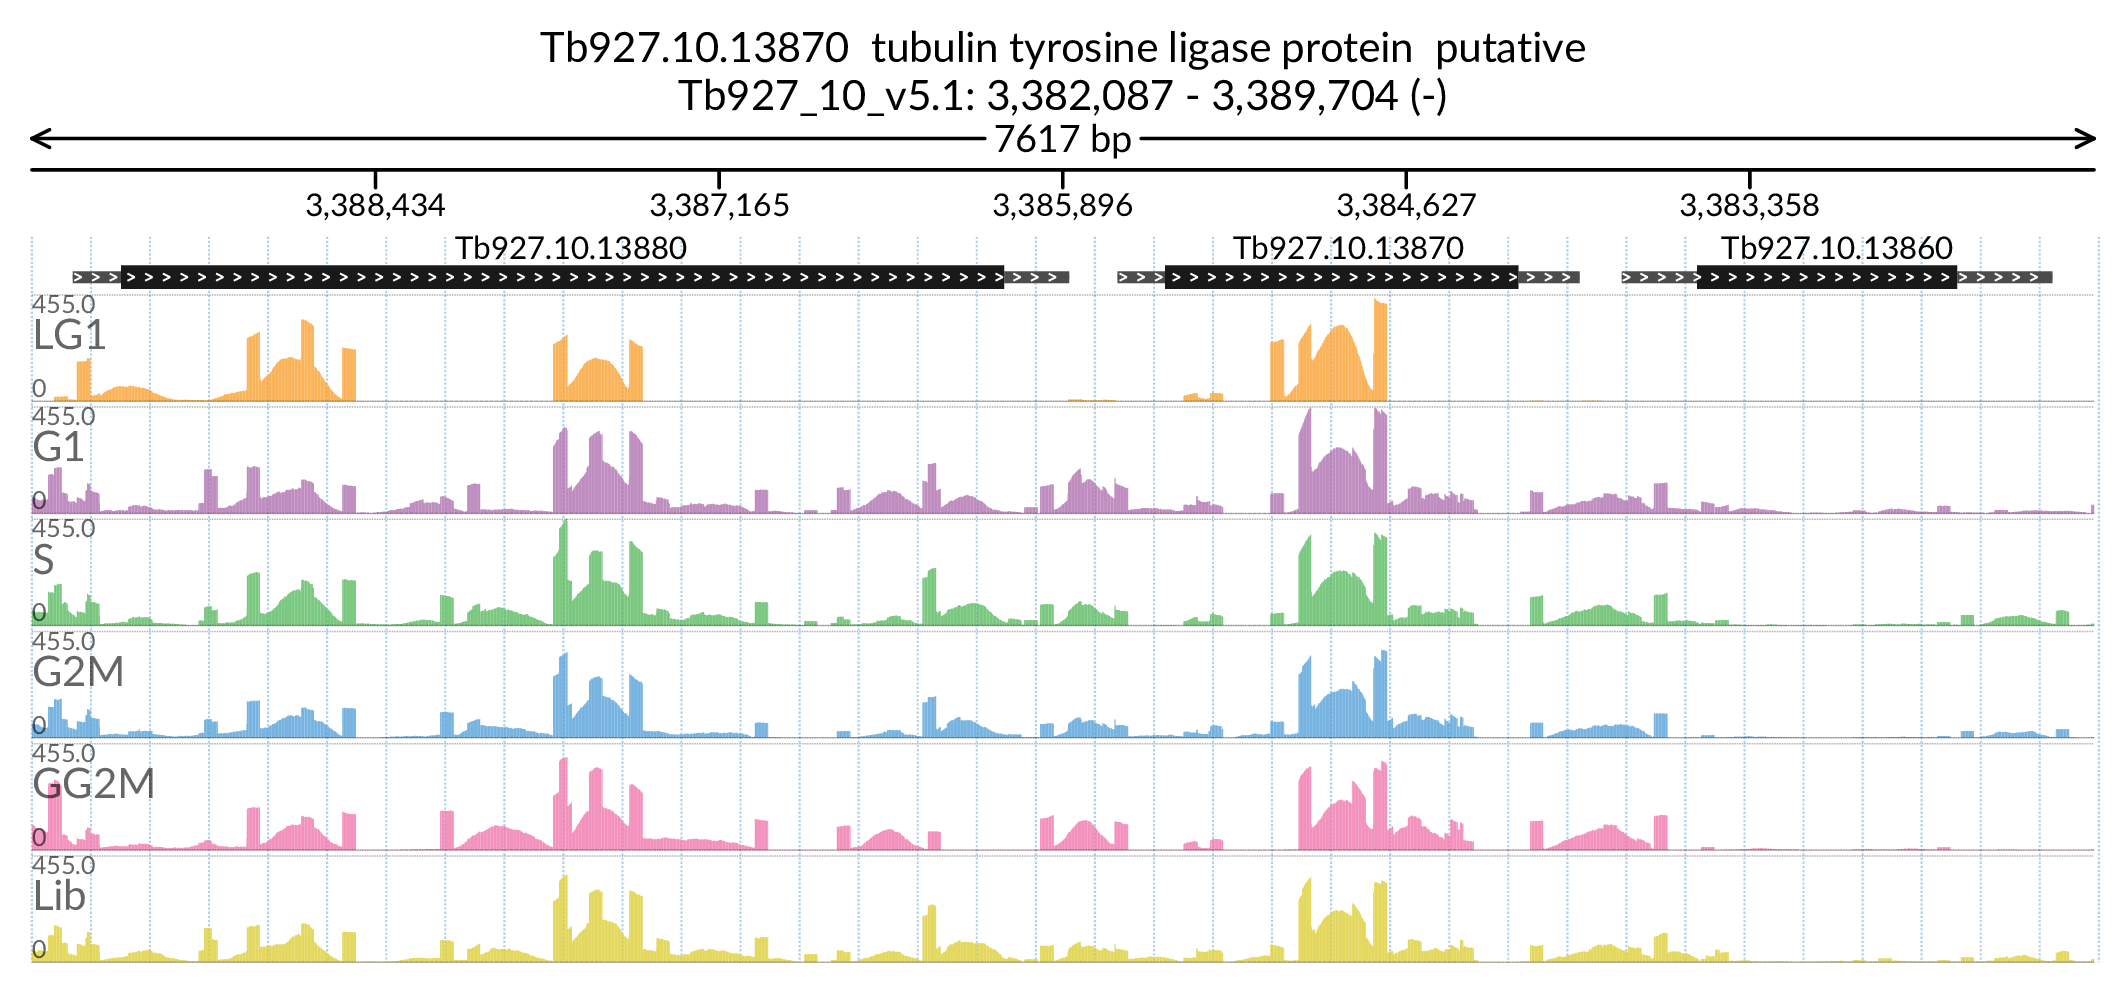 Tb927.10.13870  tubulin tyrosine ligase protein  putative
Tb927_10_v5.1: 3,382,087 - 3,389,704 (-)
7617 bp
3,388,434 3,387,165 3,385,896 3,384,627 3,383,358
Tb927.10.13880 Tb927.10.13870 Tb927.10.13860
455.0
LG1
0
455.0
G1
0
455.0
S
0
455.0
G2M
0
455.0
GG2M
0
455.0
Lib
0